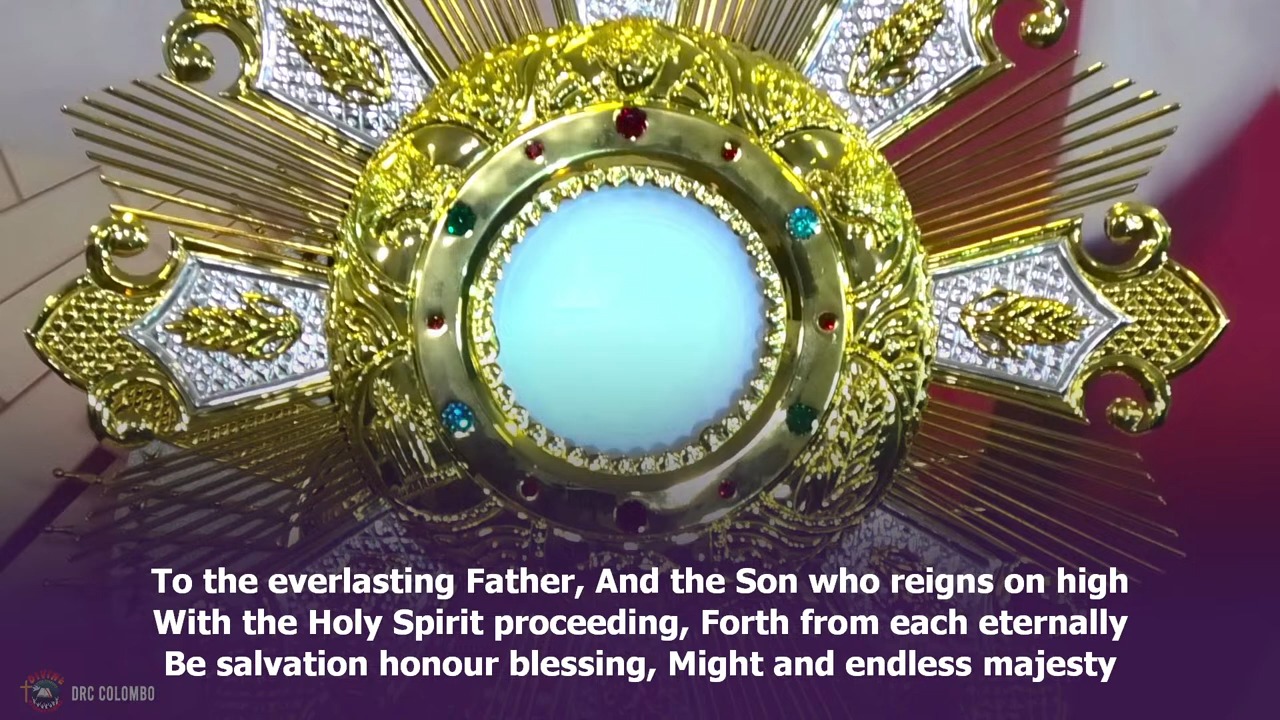 To the everlasting Father, And the Son who reigns on high
With the Holy Spirit proceeding, Forth from each eternally
Be salvation honour blessing, Might and endless majesty
DIVINE
DRC COLOMBO